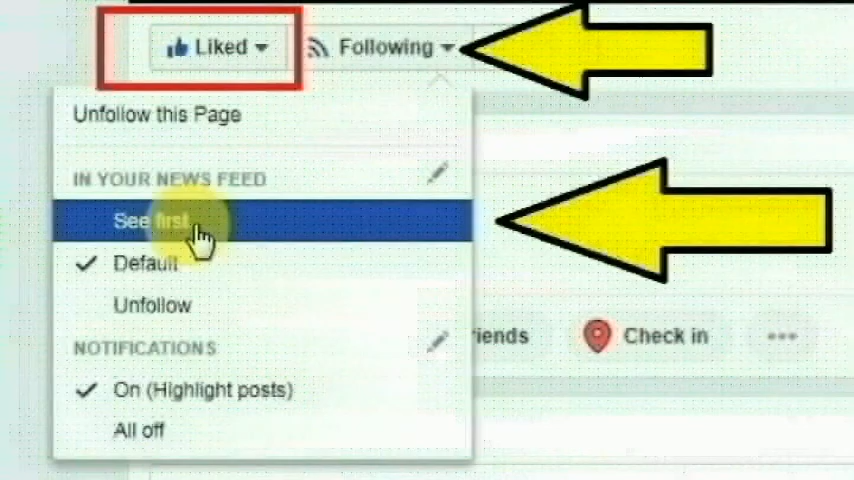 Liked Following
Unfollow this Page
IN YOUR NEWS FEED
See first
Default
Unfollow
NOTIFICATIONS
riends Check in
On (Highlight posts)
All off